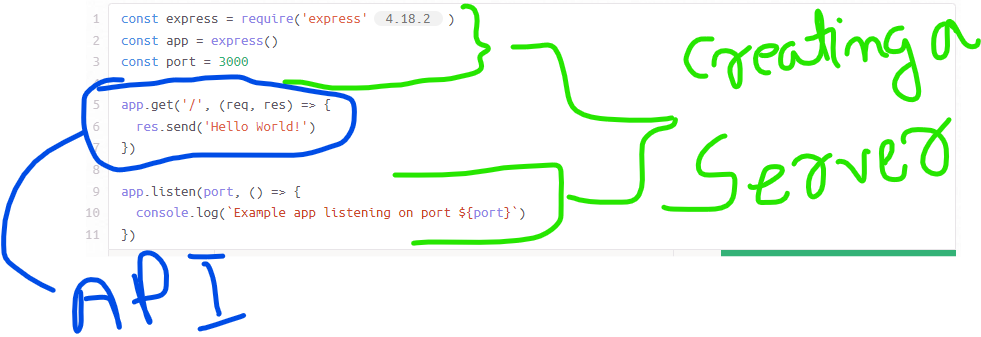 1 const express = require('express' 4.18.2 )
2 const app = express()
3 const port = 3000
5 app.get('/', (req, res) => {
6 res.send('Hello World!')
7 })
8
9 app.listen(port, () => {
10 console.log(`Example app listening on port ${port}`)
11 })
Creating a
Server
API